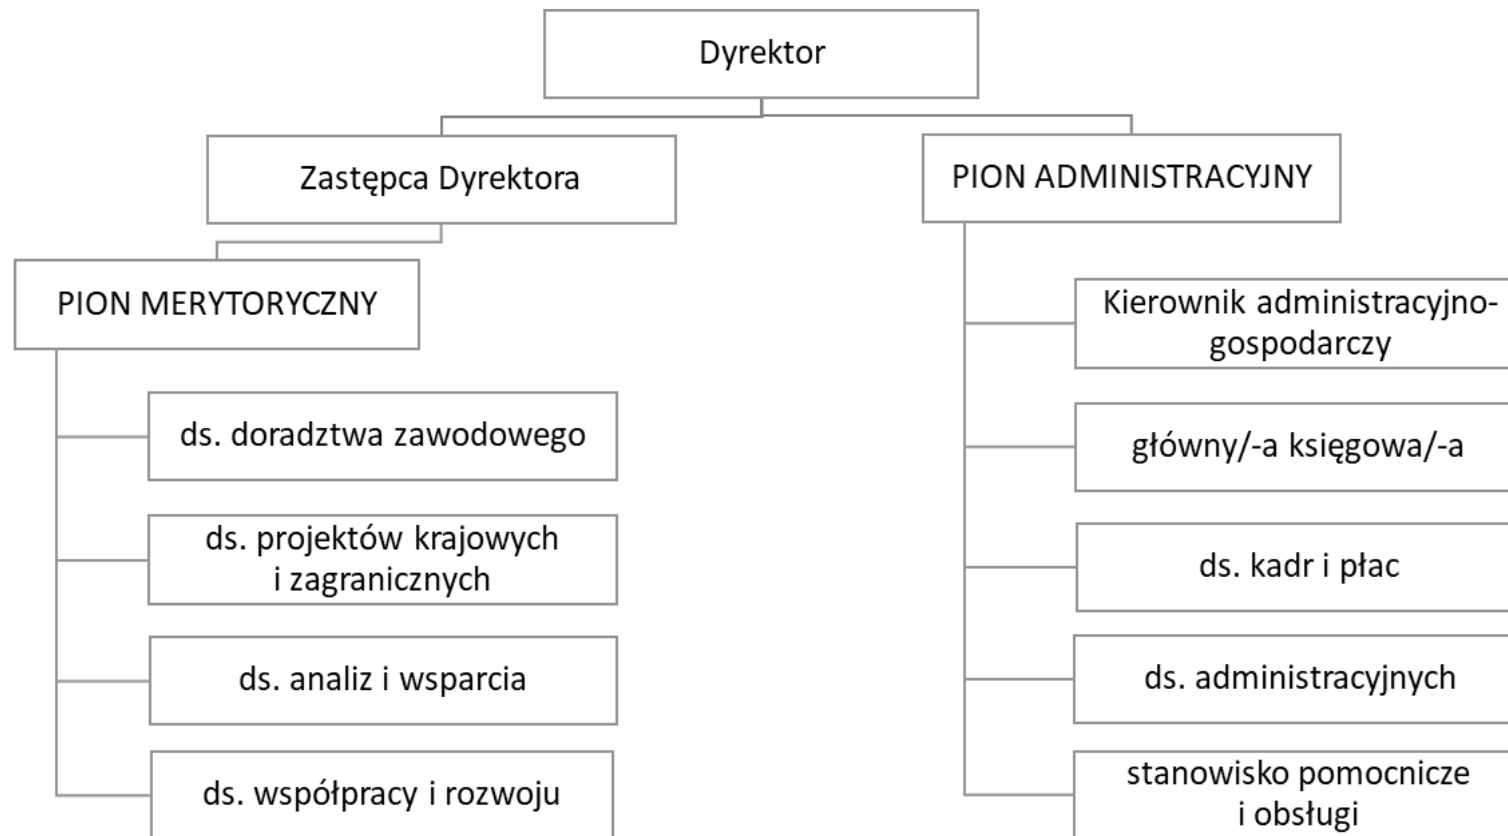 Dyrektor
Zastępca Dyrektora
PION ADMINISTRACYJNY
PION MERYTORYCZNY
ds. doradztwa zawodowego
ds. projektów krajowych
i zagranicznych
ds. analiz i wsparcia
ds. współpracy i rozwoju
Kierownik administracyjno-
gospodarczy
główny/-a księgowa/-a
ds. kadr i płac
ds. administracyjnych
stanowisko pomocnicze
i obsługi